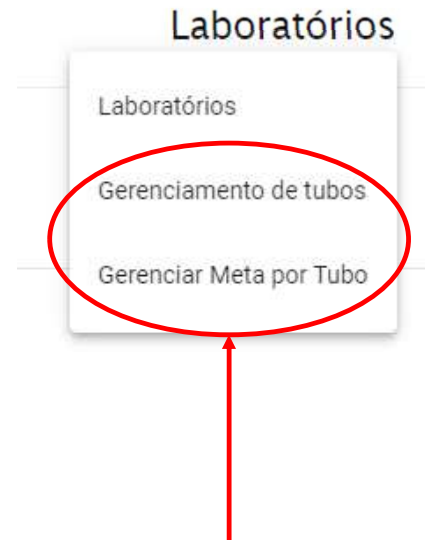 Laboratórios
Laboratórios
Gerenciamento de tubos
Gerenciar Meta por Tubo